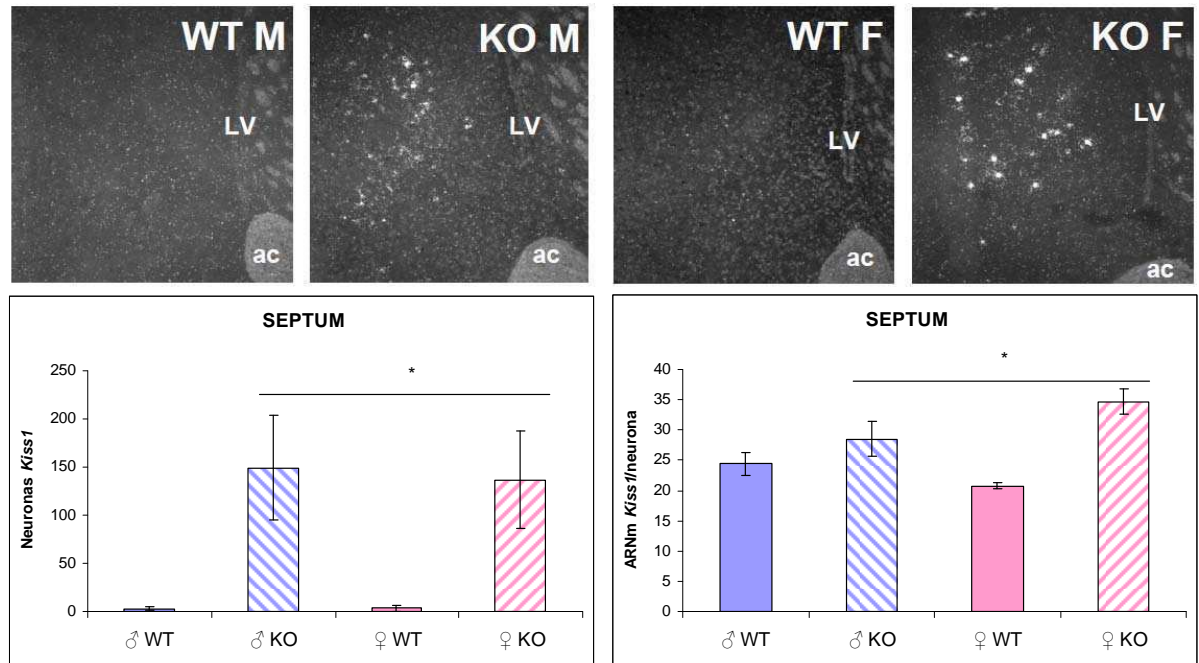 WT M
LV
ac
KO M
LV
ac
WT F
LV
ac
KO F
LV
ac
SEPTUM
Neuronas Kiss1
250
200
150
100
50
0
*
♂ WT
♂ KO
♀ WT
♀ KO
SEPTUM
ARNm Kiss1/neurona
40
35
30
25
20
15
10
5
0
*
♂ WT
♂ KO
♀ WT
♀ KO